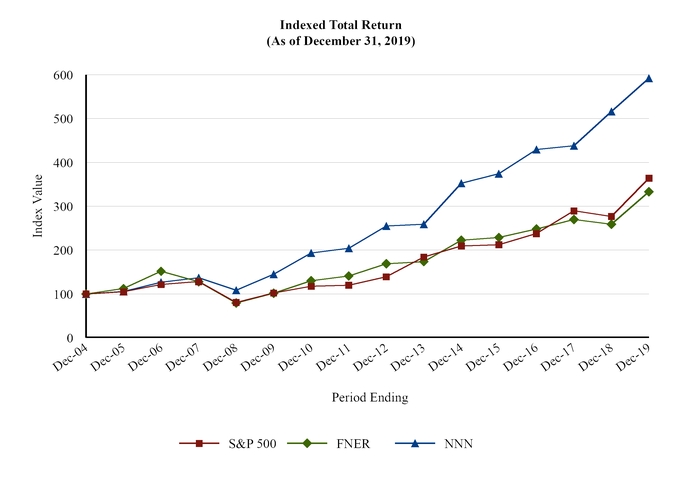 Indexed Total Return
(As of December 31, 2019)
600
500
400
300
200
100
0
Index Value
Dec-04
Dec-05
Dec-06
Dec-07
Dec-08
Dec-09
Dec-10
Dec-11
Dec-12
Dec-13
Dec-14
Dec-15
Dec-16
Dec-17
Dec-18
Dec-19
Period Ending
S&P 500 FNER NNN